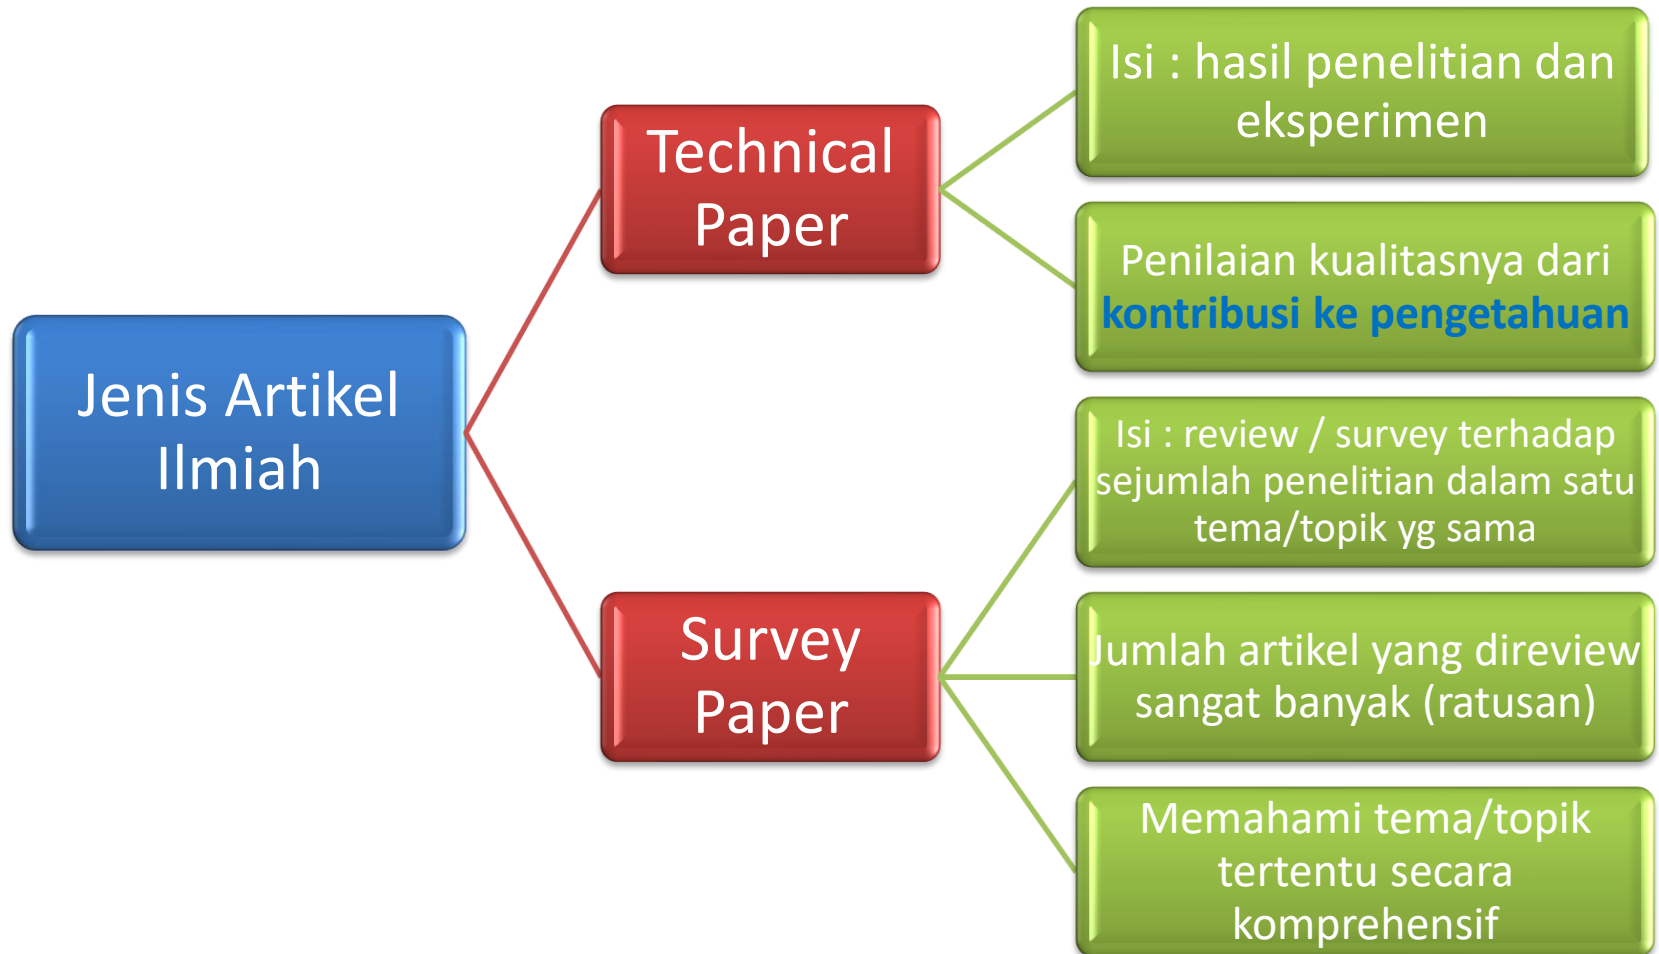 Jenis Artikel
Ilmiah
Technical
Paper
Isi : hasil penelitian dan
eksperimen
Penilaian kualitasnya dari
kontribusi ke pengetahuan
Survey
Paper
Isi : review / survey terhadap
sejumlah penelitian dalam satu
tema/topik yg sama
Jumlah artikel yang direview
sangat banyak (ratusan)
Memahami tema/topik
tertentu secara
komprehensif